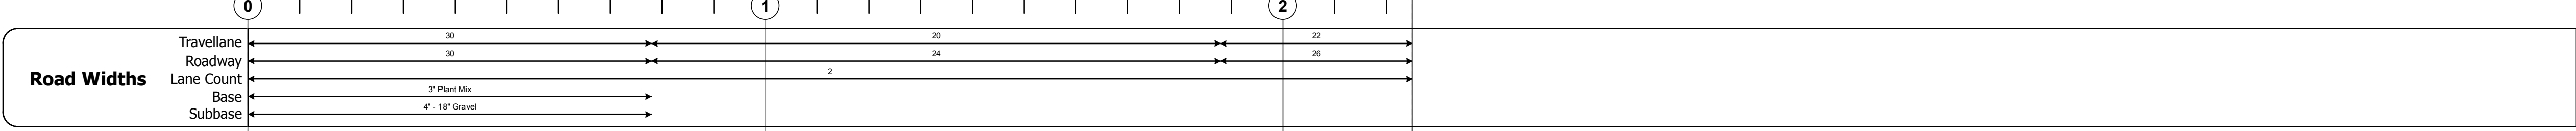 0 1 2
Road Widths
Travellane 30 20 22
Roadway 30 24 26
Lane Count 2
Base 3" Plant Mix
Subbase 4" - 18" Gravel